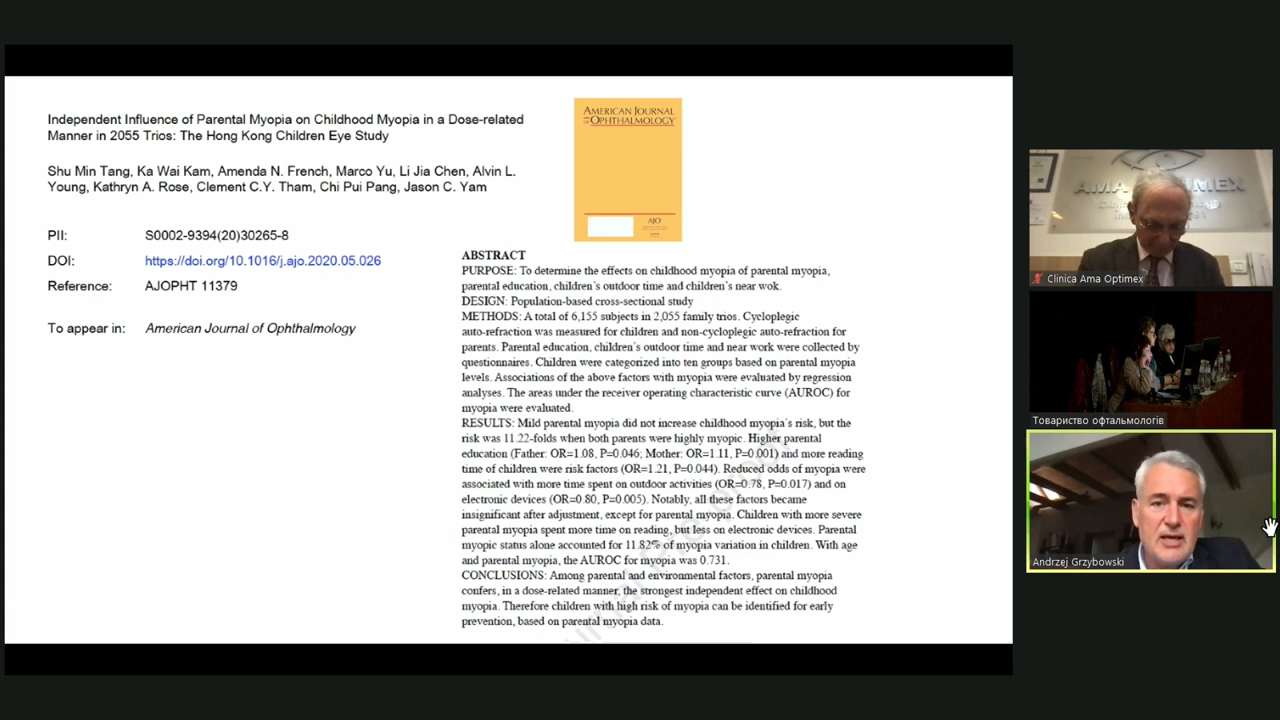 Independent Influence of Parental Myopia on Childhood Myopia in a Dose-related
Manner in 2055 Trios: The Hong Kong Children Eye Study
Shu Min Tang, Ka Wai Kam, Amenda N. French, Marco Yu, Li Jia Chen, Alvin L.
Young, Kathryn A. Rose, Clement C.Y. Tham, Chi Pui Pang, Jason C. Yam
PII: S0002-9394(20)30265-8
DOI: https://doi.org/10.1016/j.ajo.2020.05.026
Reference: AJOPHT 11379
To appear in: American Journal of Ophthalmology
AMERICAN JOURNAL
OF OPHTHALMOLOGY
AJO
ABSTRACT
PURPOSE: To determine the effects on childhood myopia of parental myopia,
parental education, children's outdoor time and children's near wok.
DESIGN: Population-based cross-sectional study
METHODS: A total of 6,155 subjects in 2,055 family trios. Cycloplegic
auto-refraction was measured for children and non-cycloplegic auto-refraction for
parents. Parental education, children's outdoor time and near work were collected by
questionnaires. Children were categorized into ten groups based on parental myopia
levels. Associations of the above factors with myopia were evaluated by regression
analyses. The areas under the receiver operating characteristic curve (AUROC) for
myopia were evaluated.
RESULTS: Mild parental myopia did not increase childhood myopia's risk, but the
risk was 11.22-folds when both parents were highly myopic. Higher parental
education (Father: OR=1.08, P=0.046; Mother: OR=1.11, P=0.001) and more reading
time of children were risk factors (OR=1.21, P=0.044). Reduced odds of myopia were
associated with more time spent on outdoor activities (OR=0.78, P=0.017) and on
electronic devices (OR=0.80, P=0.005). Notably, all these factors became
insignificant after adjustment, except for parental myopia. Children with more severe
parental myopia spent more time on reading, but less on electronic devices. Parental
myopic status alone accounted for 11.82% of myopia variation in children. With age
and parental myopia, the AUROC for myopia was 0.731.
CONCLUSIONS: Among parental and environmental factors, parental myopia
confers, in a dose-related manner, the strongest independent effect on childhood
myopia. Therefore children with high risk of myopia can be identified for early
prevention, based on parental myopia data.
Clinica Ama Optimex
Товариство офтальмологів
Andrzej Grzybowski